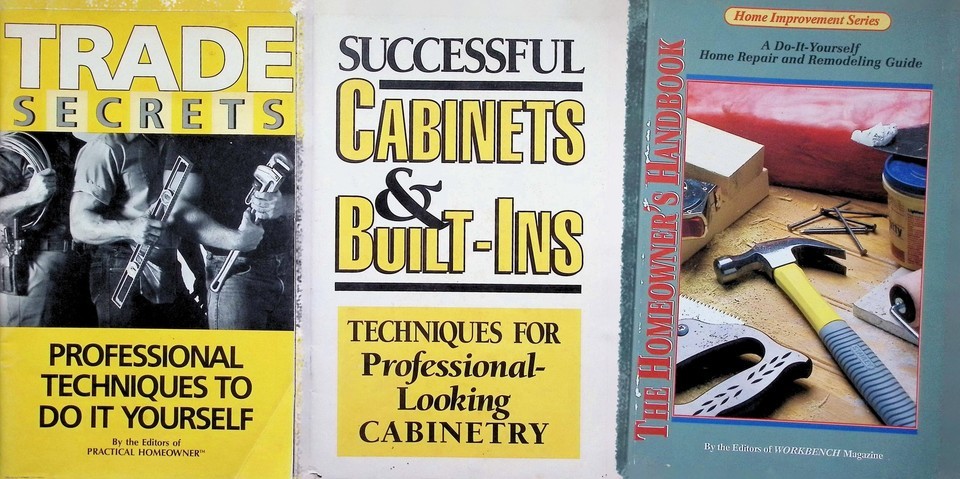 TRADE
SECRETS
PROFESSIONAL
TECHNIQUES TO
DO IT YOURSELF
By the Editors of
PRACTICAL HOMEOWNER™
SUCCESSFUL
CABINETS
&
BUILT-INS
TECHNIQUES FOR
Professional-
Looking
CABINETRY
Home Improvement Series
A Do-It-Yourself
Home Repair and Remodeling Guide
THE HOMEOWNER'S HANDBOOK
By the Editors of WORKBENCH Magazine